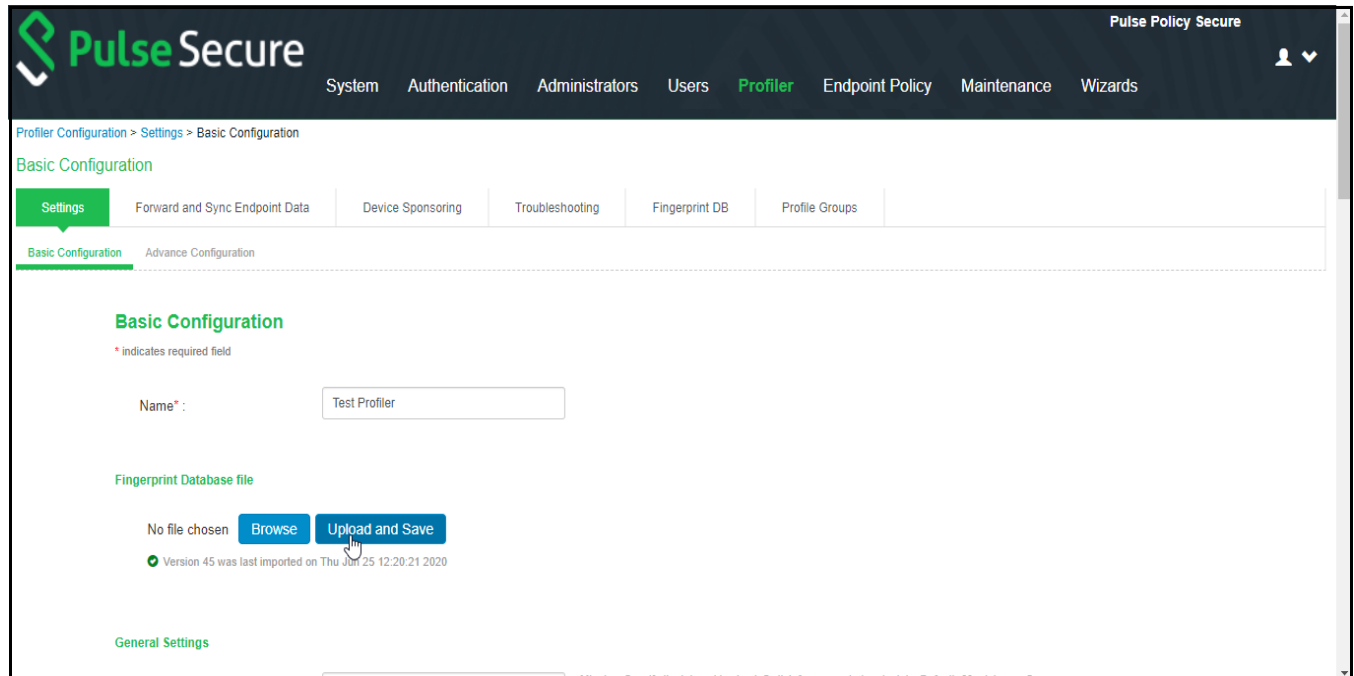 Pulse Policy Secure
Pulse Secure
System Authentication Administrators Users Profiler Endpoint Policy Maintenance Wizards
Profiler Configuration > Settings > Basic Configuration
Basic Configuration
Settings Forward and Sync Endpoint Data Device Sponsoring Troubleshooting Fingerprint DB Profile Groups
Basic Configuration Advance Configuration
Basic Configuration
* indicates required field
Name* : Test Profiler
Fingerprint Database file
No file chosen Browse Upload and Save
Version 45 was last imported on Thu Jun 25 12:20:21 2020
General Settings